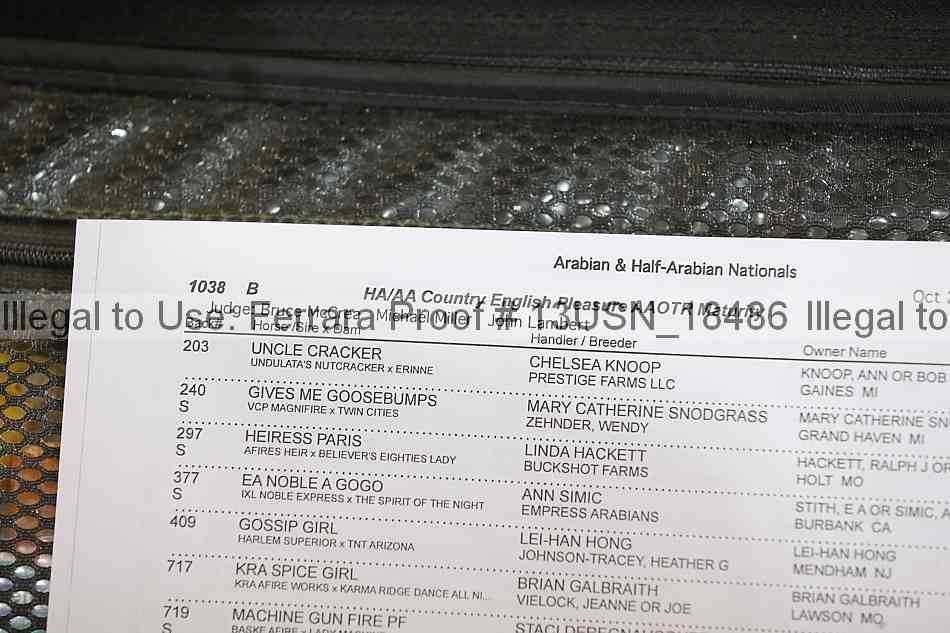 Arabian & Half-Arabian Nationals
Oct
1038 B HA/AA Country English Pleasure AAOTR Maturity
Judge: Bruce McCrea Michael Miller John Lambert
Illegal to Use. Ferrara Proof # 13IJSN_18486 Illegal to
Back# Horse /Sire x Dam Handler / Breeder Owner Name
203 UNCLE CRACKER CHELSEA KNOOP KNOOP, ANN OR BOB
UNDULATA'S NUTCRACKER x ERINNE PRESTIGE FARMS LLC GAINES MI
240 GIVES ME GOOSEBUMPS MARY CATHERINE SNODGRASS MARY CATHERINE SN
S VCP MAGNIFIRE x TWIN CITIES ZEHNDER, WENDY GRAND HAVEN MI
297 HEIRESS PARIS LINDA HACKETT HACKETT, RALPH J OR
S AFIRES HEIR x BELIEVER'S EIGHTIES LADY BUCKSHOT FARMS HOLT MO
377 EA NOBLE A GOGO ANN SIMIC STITH, E A OR SIMIC, A
S IXL NOBLE EXPRESS x THE SPIRIT OF THE NIGHT EMPRESS ARABIANS BURBANK CA
409 GOSSIP GIRL LEI-HAN HONG LEI-HAN HONG
HARLEM SUPERIOR x TNT ARIZONA JOHNSON-TRACEY, HEATHER G MENDHAM NJ
717 KRA SPICE GIRL BRIAN GALBRAITH BRIAN GALBRAITH
KRA AFIRE WORKS x KARMA RIDGE DANCE ALL NI... VIELOCK, JEANNE OR JOE LAWSON MO
719 MACHINE GUN FIRE PF
S BASKE AFIRE x LADY